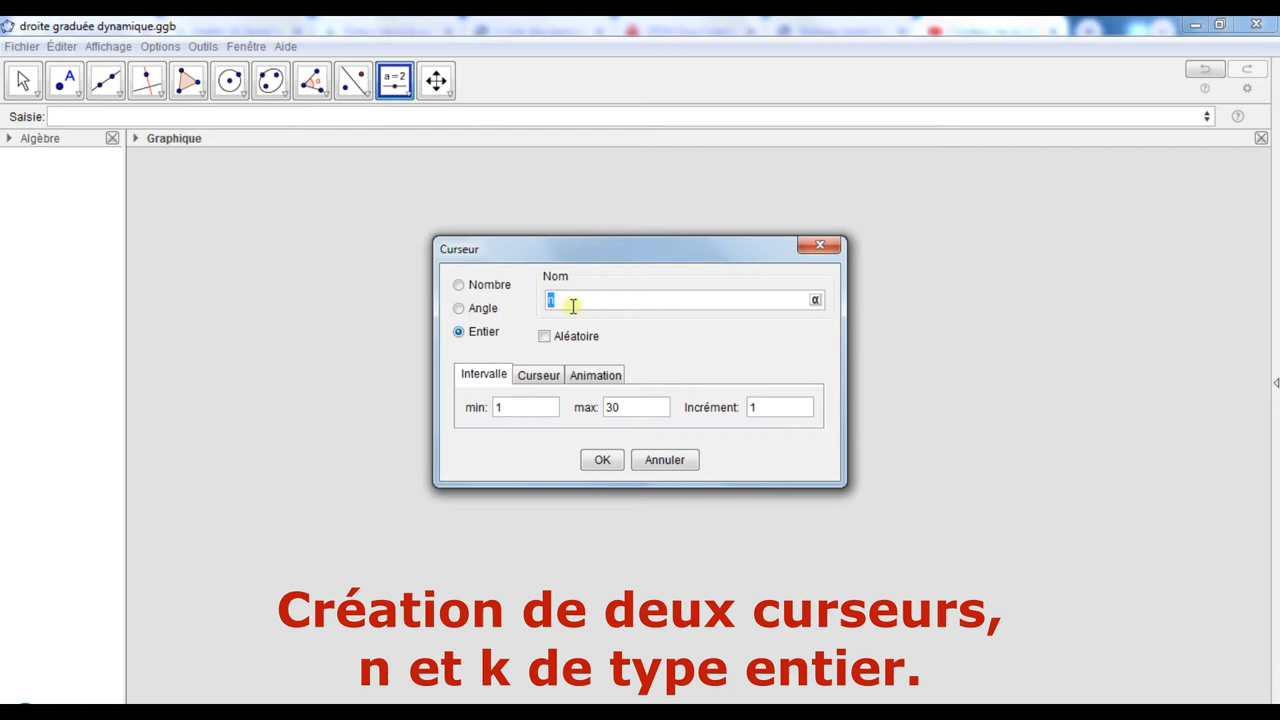 droite graduée dynamique.ggb
Fichier Éditer Affichage Options Outils Fenêtre Aide
A
α
a=2
Saisie:
Algèbre
Graphique
Curseur
Nombre
Angle
Entier
Nom
n
α
Aléatoire
Intervalle Curseur Animation
min: 1 max: 30 Incrément: 1
OK Annuler
Création de deux curseurs,
n et k de type entier.